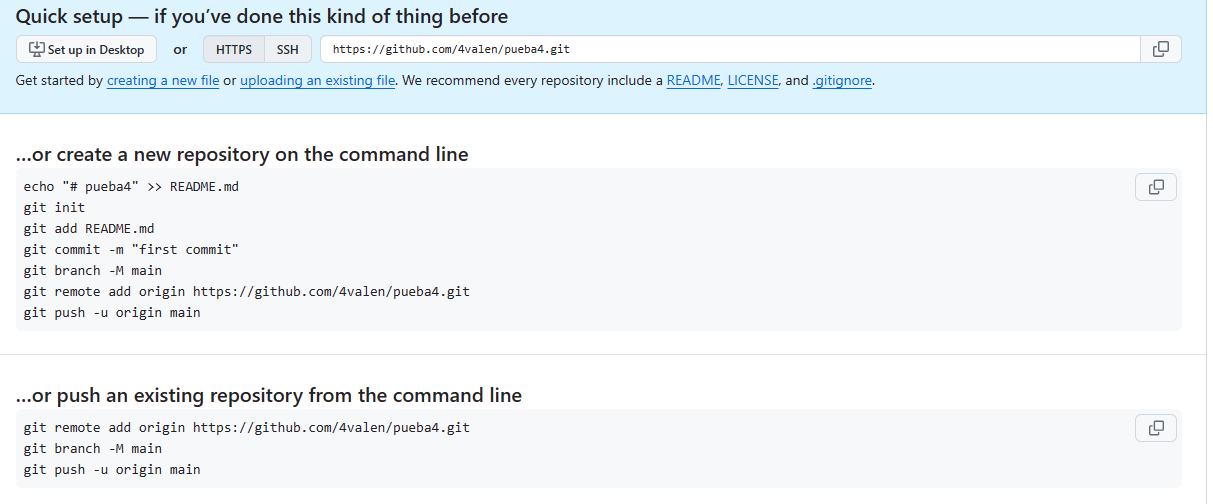 Quick setup — if you’ve done this kind of thing before
Set up in Desktop or HTTPS SSH https://github.com/4valen/pueba4.git
Get started by creating a new file or uploading an existing file. We recommend every repository include a README, LICENSE, and .gitignore.
…or create a new repository on the command line
echo "# pueba4" >> README.md
git init
git add README.md
git commit -m "first commit"
git branch -M main
git remote add origin https://github.com/4valen/pueba4.git
git push -u origin main
…or push an existing repository from the command line
git remote add origin https://github.com/4valen/pueba4.git
git branch -M main
git push -u origin main